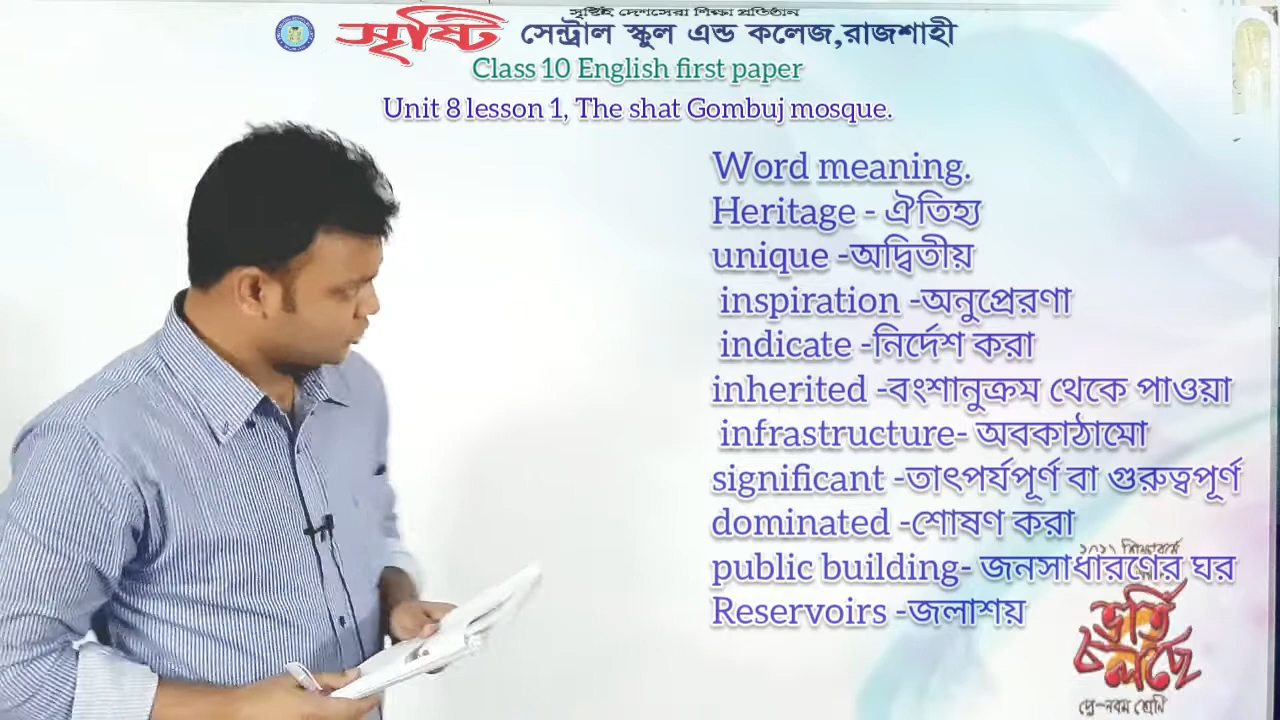 সৃষ্টিই দেশসেরা শিক্ষা প্রতিষ্ঠান
সৃষ্টি সেন্ট্রাল স্কুল এন্ড কলেজ,রাজশাহী
Class 10 English first paper
Unit 8 lesson 1, The shat Gombuj mosque.
Word meaning.
Heritage - ঐতিহ্য
unique -অদ্বিতীয়
inspiration -অনুপ্রেরণা
indicate -নির্দেশ করা
inherited -বংশানুক্রম থেকে পাওয়া
infrastructure- অবকাঠামো
significant -তাৎপর্যপূর্ণ বা গুরুত্বপূর্ণ
dominated -শোষণ করা
public building- জনসাধারণের ঘর
Reservoirs -জলাশয়
২০২১ শিক্ষাবর্ষে
ভর্তি
চলছে
প্রে-নবম শ্রেণি